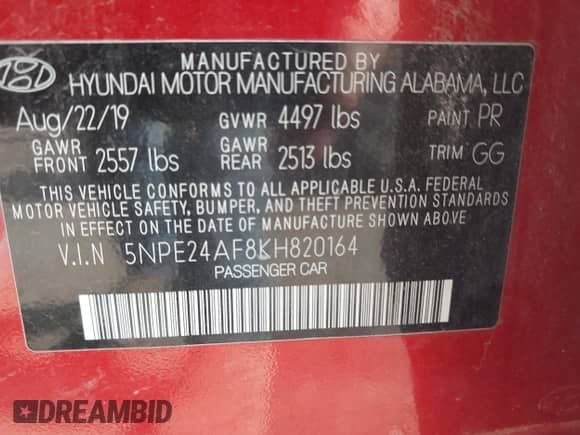 MANUFACTURED BY
HYUNDAI MOTOR MANUFACTURING ALABAMA, LLC
Aug/22/19 GVWR 4497 lbs PAINT PR
GAWR FRONT 2557 lbs GAWR REAR 2513 lbs TRIM GG
THIS VEHICLE CONFORMS TO ALL APPLICABLE U.S.A. FEDERAL
MOTOR VEHICLE SAFETY, BUMPER, AND THEFT PREVENTION STANDARDS
IN EFFECT ON THE DATE OF MANUFACTURE SHOWN ABOVE.
V.I.N 5NPE24AF8KH820164
PASSENGER CAR
DREAMBID